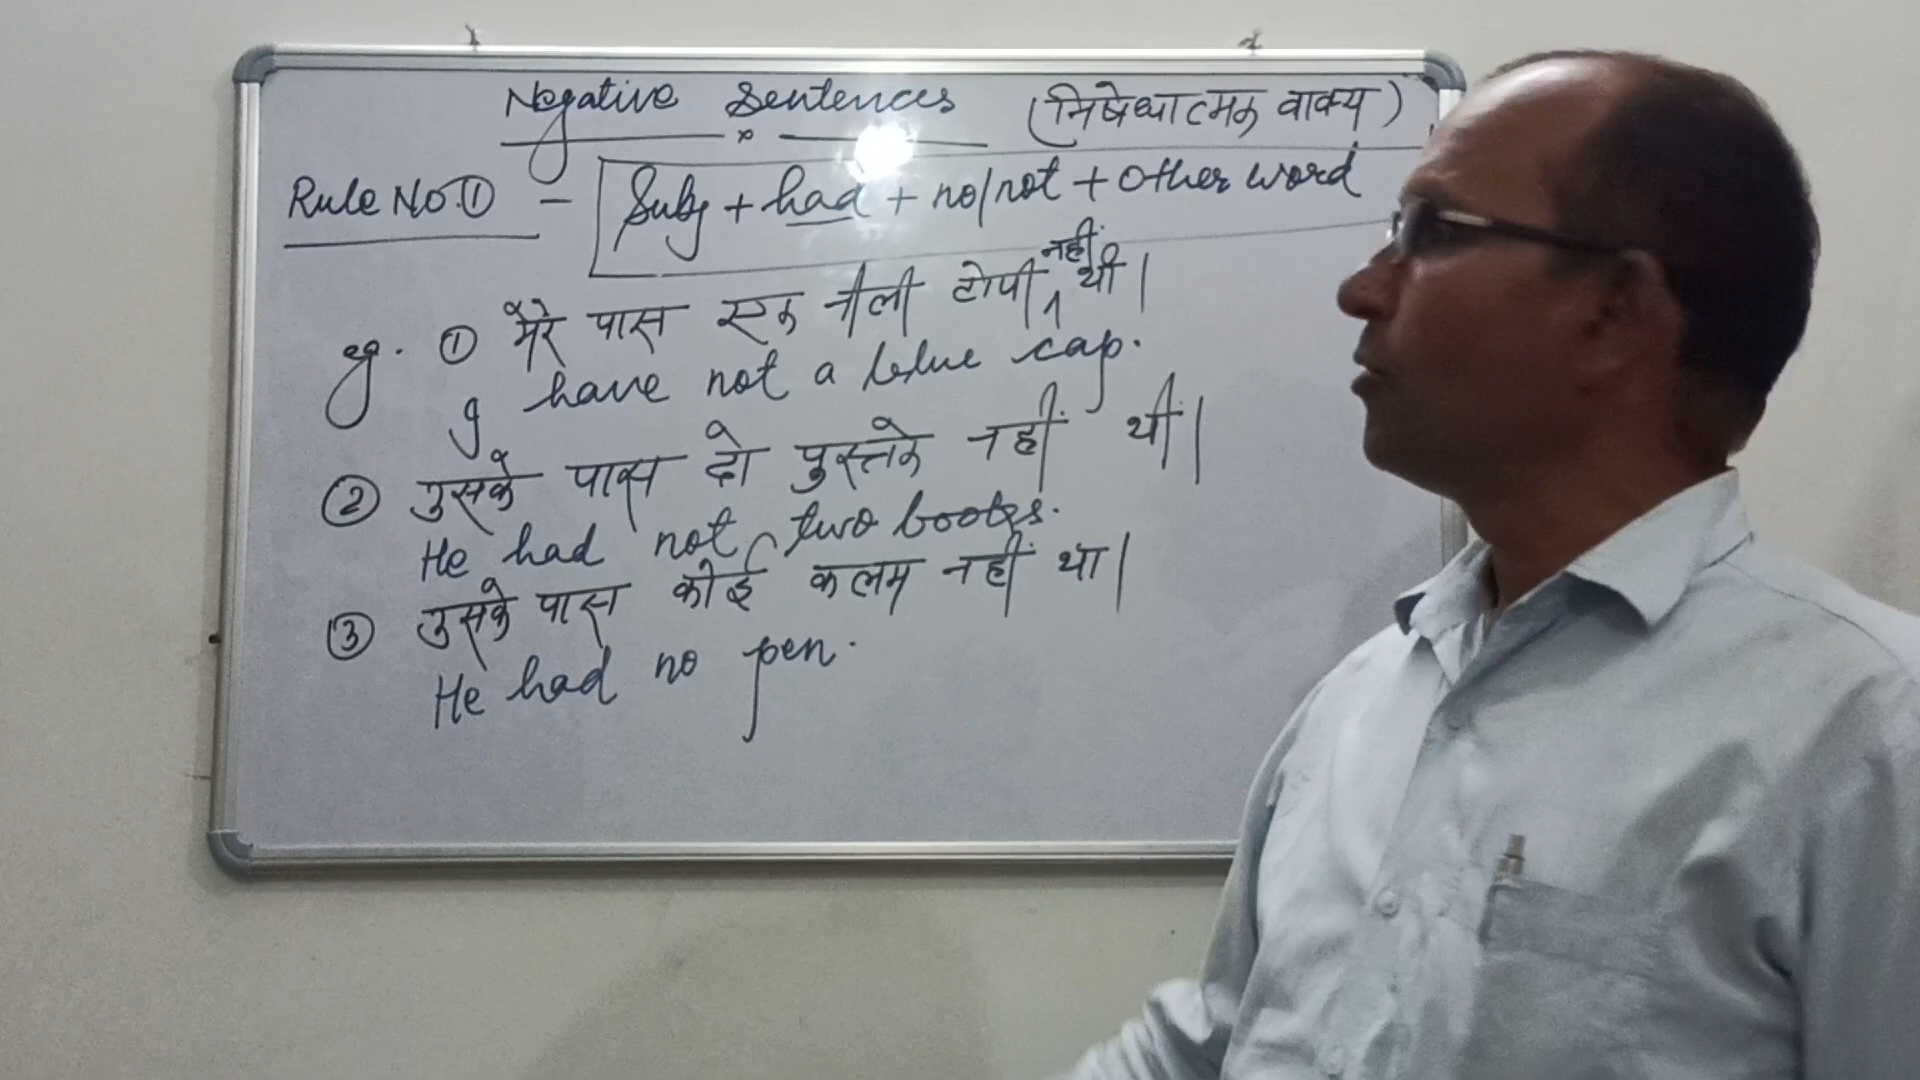 Negative Sentences (निषेधात्मक वाक्य)
Rule No.① - Subj + had + no/not + other word
eg. ① मेरे पास एक नीली टोपी नहीं थी।
I have not a blue cap.
② उसके पास दो पुस्तके नहीं थीं।
He had not two books.
③ उसके पास कोई कलम नहीं था।
He had no pen.